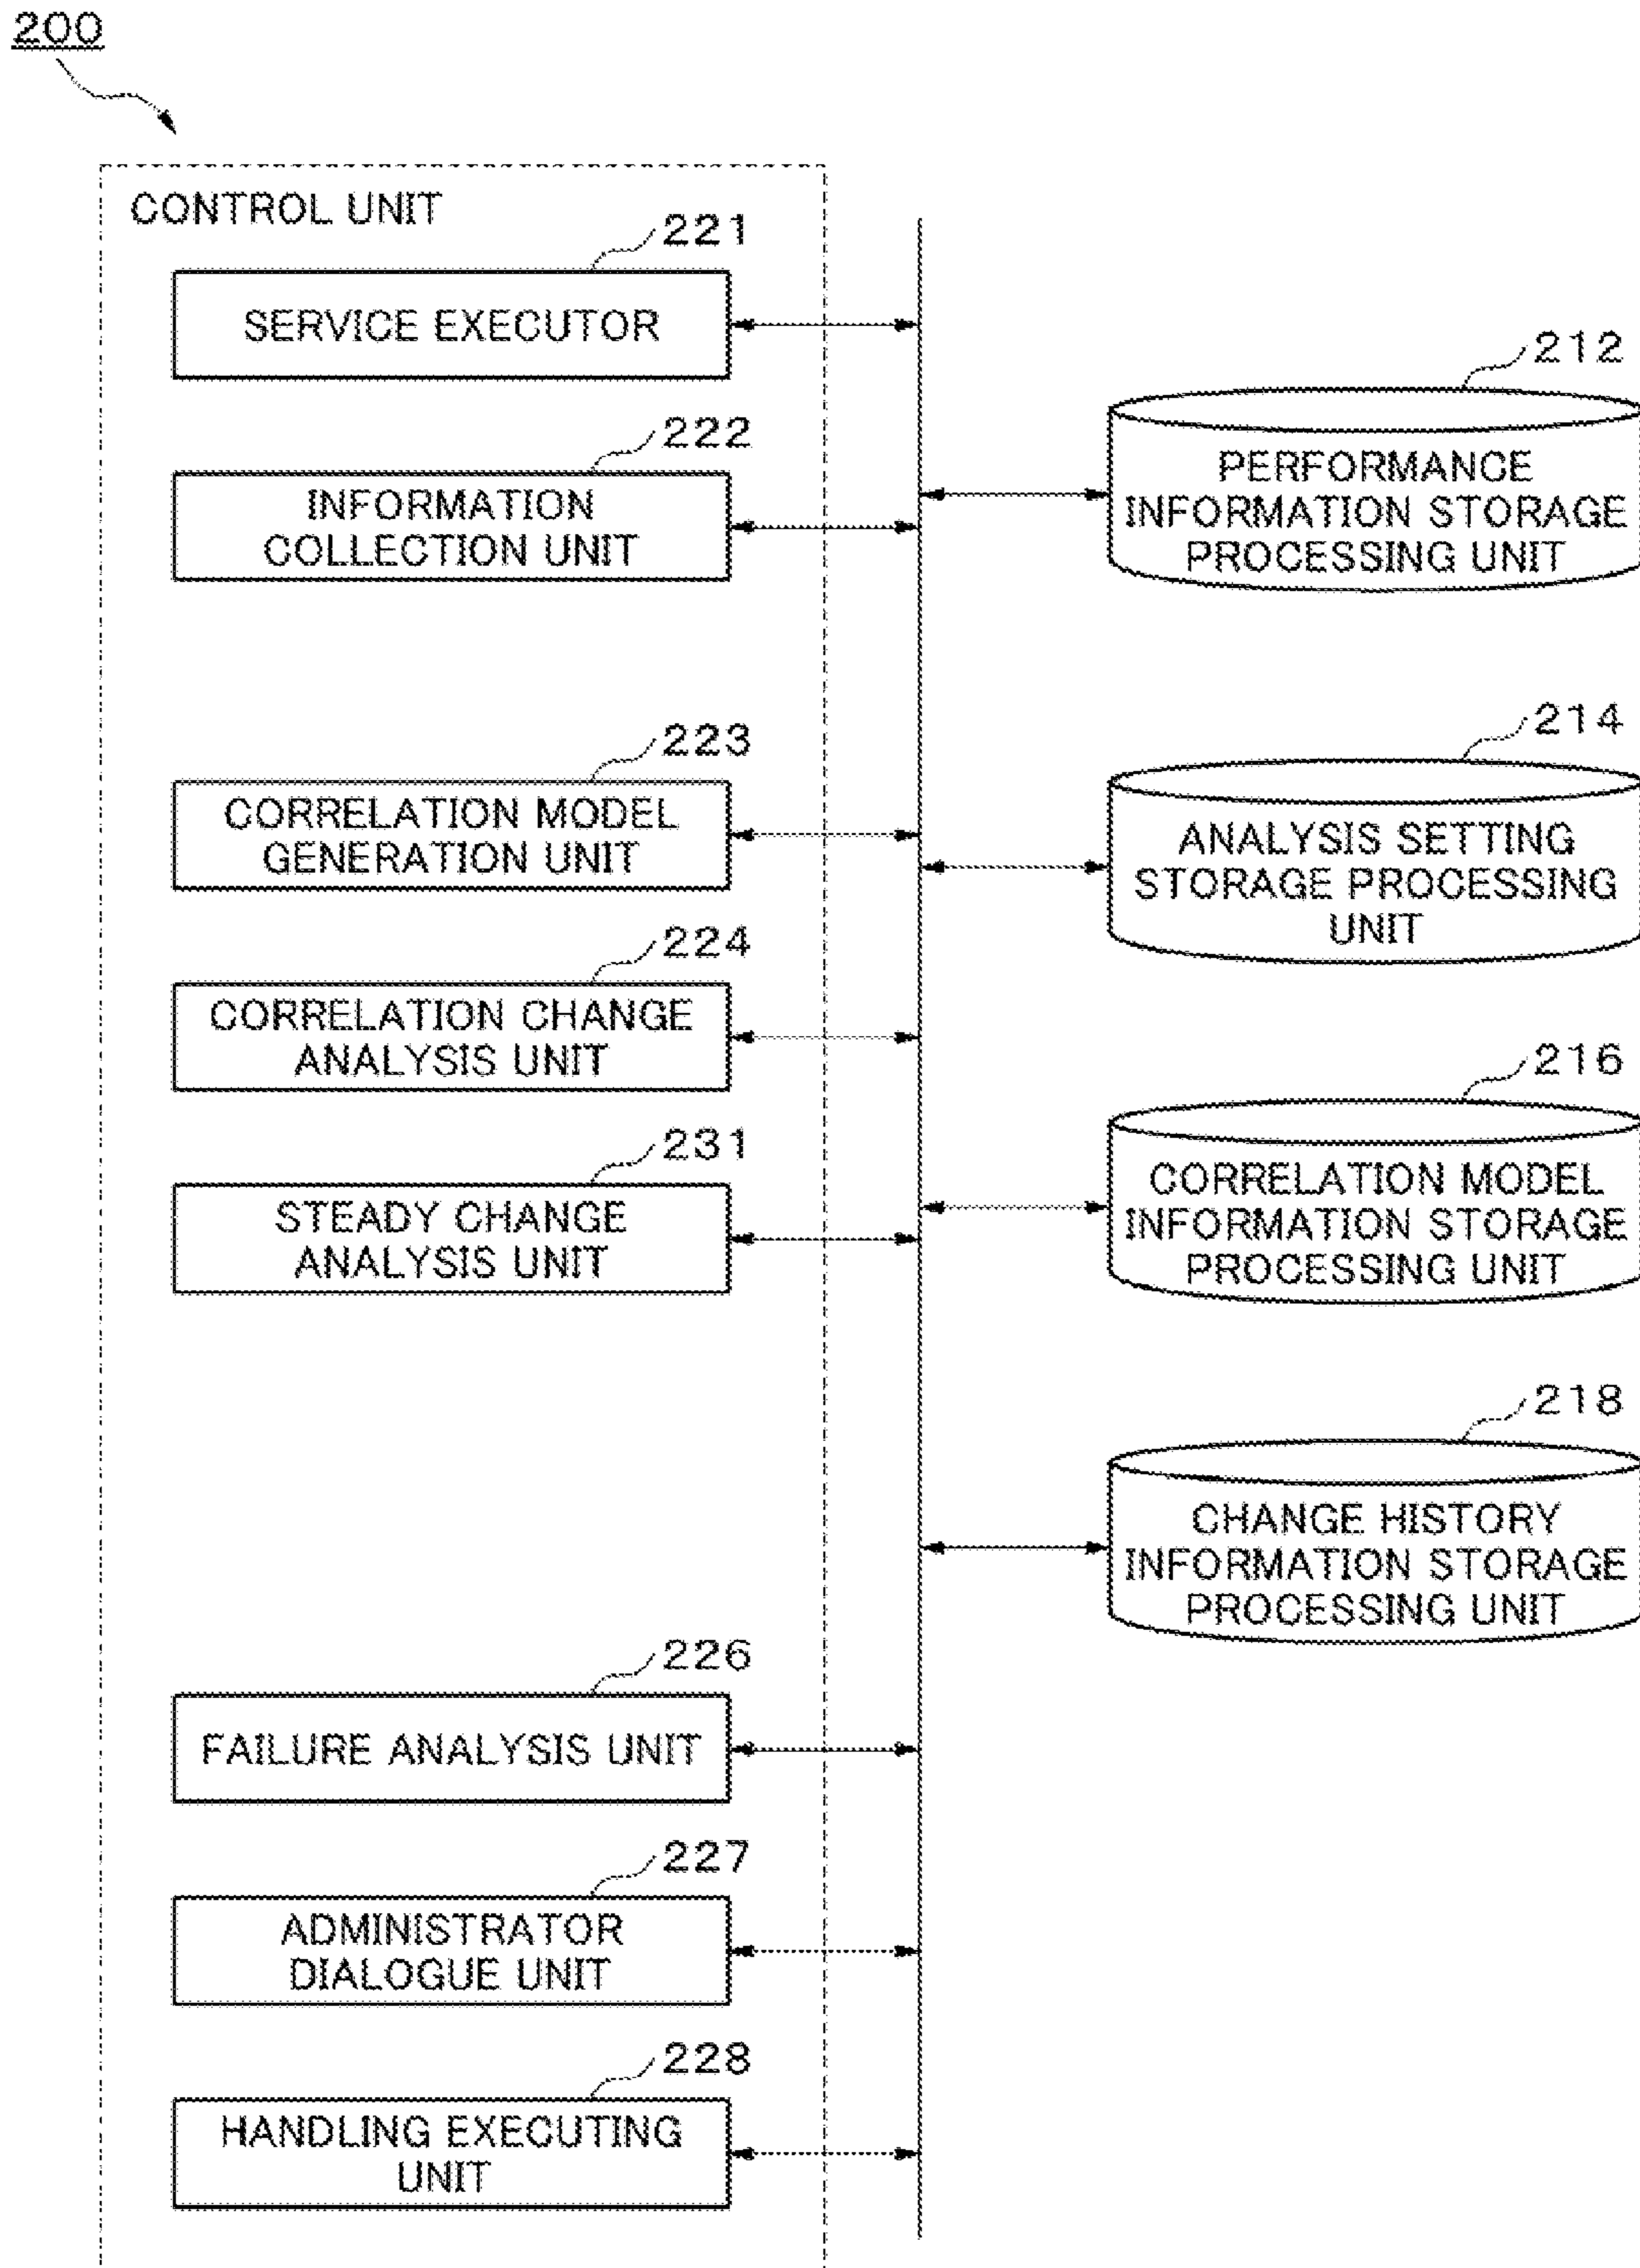 200
CONTROL UNIT
221
SERVICE EXECUTOR
222
INFORMATION
COLLECTION UNIT
223
CORRELATION MODEL
GENERATION UNIT
224
CORRELATION CHANGE
ANALYSIS UNIT
231
STEADY CHANGE
ANALYSIS UNIT
226
FAILURE ANALYSIS UNIT
227
ADMINISTRATOR
DIALOGUE UNIT
228
HANDLING EXECUTING
UNIT
212
PERFORMANCE
INFORMATION STORAGE
PROCESSING UNIT
214
ANALYSIS SETTING
STORAGE PROCESSING
UNIT
216
CORRELATION MODEL
INFORMATION STORAGE
PROCESSING UNIT
218
CHANGE HISTORY
INFORMATION STORAGE
PROCESSING UNIT